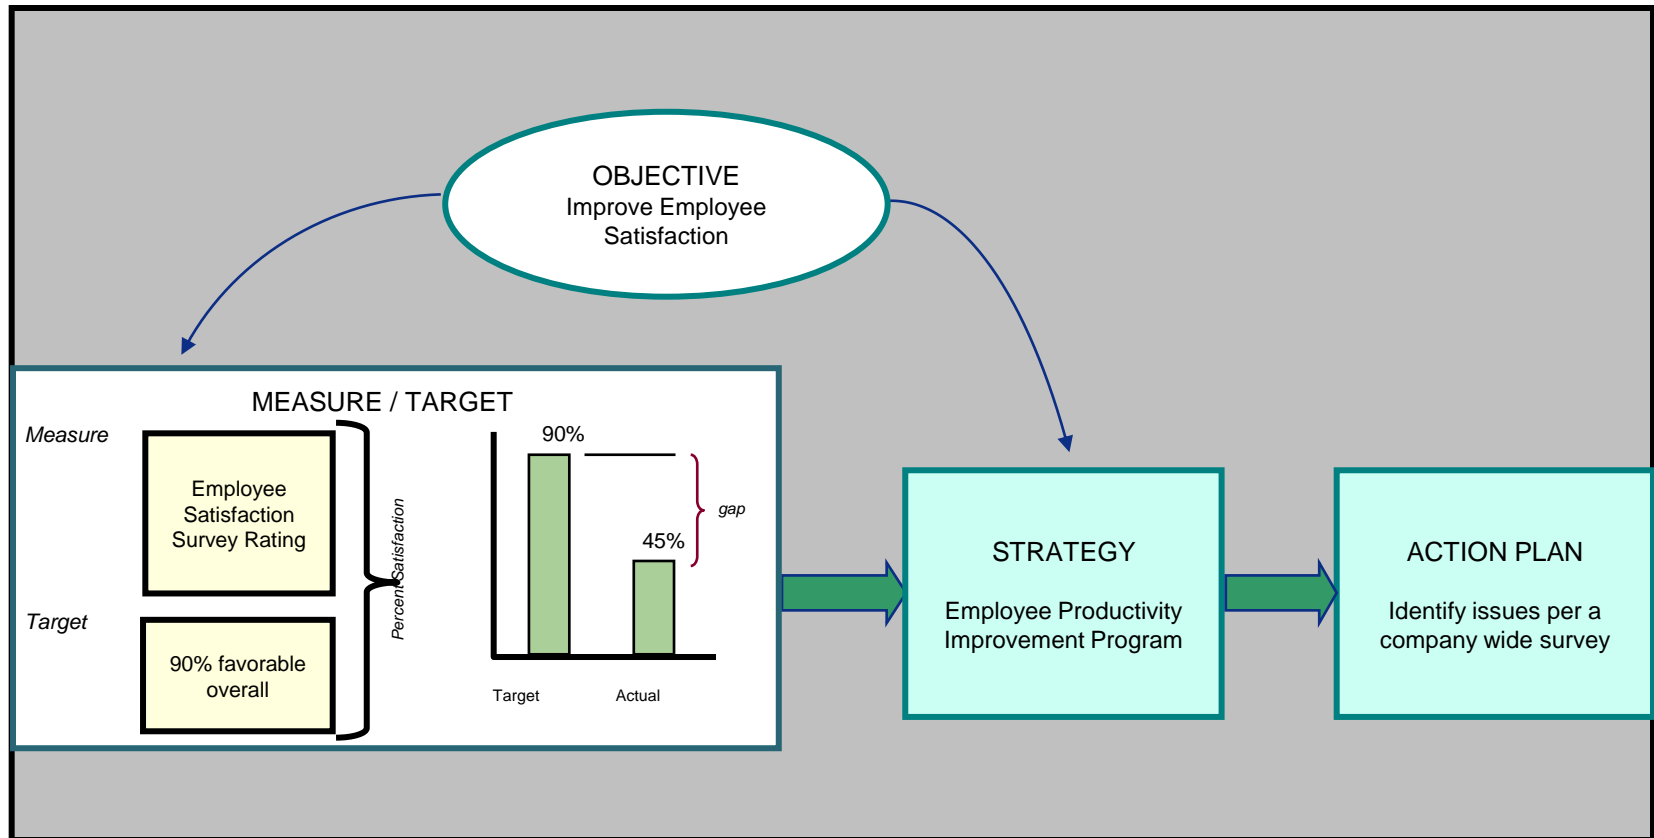 OBJECTIVE
Improve Employee
Satisfaction
MEASURE / TARGET
Measure
Employee
Satisfaction
Survey Rating
Target
90% favorable
overall
Percent Satisfaction
90%
45%
gap
Target
Actual
STRATEGY
Employee Productivity
Improvement Program
ACTION PLAN
Identify issues per a
company wide survey